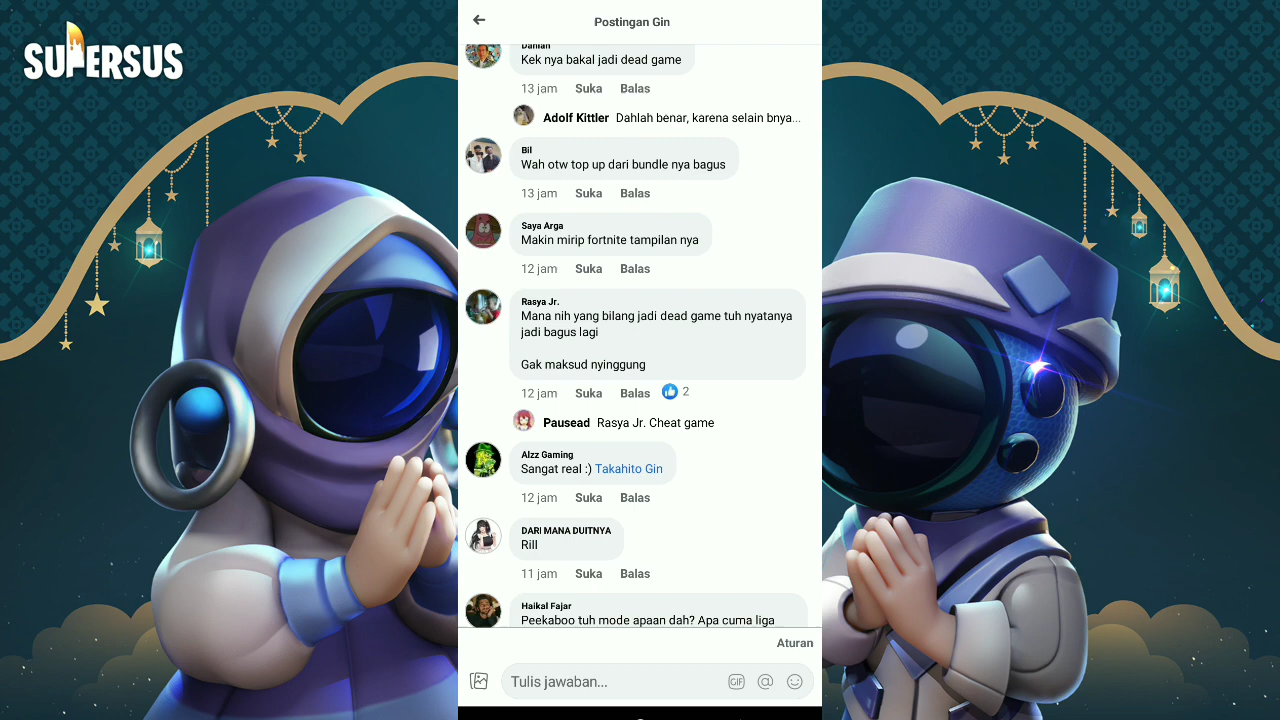 SUPERSUS
Postingan Gin
Dahlah
Kek nya bakal jadi dead game
13 jam Suka Balas
Adolf Kittler Dahlah benar, karena selain bnya...
Bil
Wah otw top up dari bundle nya bagus
13 jam Suka Balas
Saya Arga
Makin mirip fortnite tampilan nya
12 jam Suka Balas
Rasya Jr.
Mana nih yang bilang jadi dead game tuh nyatanya
jadi bagus lagi
Gak maksud nyinggung
12 jam Suka Balas 2
Pausead Rasya Jr. Cheat game
Alzz Gaming
Sangat real :) Takahito Gin
12 jam Suka Balas
DARI MANA DUITNYA
Rill
11 jam Suka Balas
Haikal Fajar
Peekaboo tuh mode apaan dah? Apa cuma liga
Aturan
Tulis jawaban...
GIF